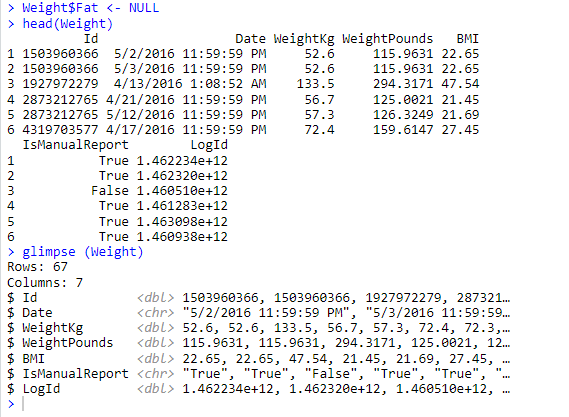 > Weight$Fat <- NULL
> head(Weight)
Id Date WeightKg WeightPounds BMI
1 1503960366 5/2/2016 11:59:59 PM 52.6 115.9631 22.65
2 1503960366 5/3/2016 11:59:59 PM 52.6 115.9631 22.65
3 1927972279 4/13/2016 1:08:52 AM 133.5 294.3171 47.54
4 2873212765 4/21/2016 11:59:59 PM 56.7 125.0021 21.45
5 2873212765 5/12/2016 11:59:59 PM 57.3 126.3249 21.69
6 4319703577 4/17/2016 11:59:59 PM 72.4 159.6147 27.45
IsManualReport LogId
1 True 1.462234e+12
2 True 1.462320e+12
3 False 1.460510e+12
4 True 1.461283e+12
5 True 1.463098e+12
6 True 1.460938e+12
> glimpse (Weight)
Rows: 67
Columns: 7
$ Id <dbl> 1503960366, 1503960366, 1927972279, 287321…
$ Date <chr> "5/2/2016 11:59:59 PM", "5/3/2016 11:59:59…
$ WeightKg <dbl> 52.6, 52.6, 133.5, 56.7, 57.3, 72.4, 72.3,…
$ WeightPounds <dbl> 115.9631, 115.9631, 294.3171, 125.0021, 12…
$ BMI <dbl> 22.65, 22.65, 47.54, 21.45, 21.69, 27.45, …
$ IsManualReport <chr> "True", "True", "False", "True", "True", "…
$ LogId <dbl> 1.462234e+12, 1.462320e+12, 1.460510e+12, …
>